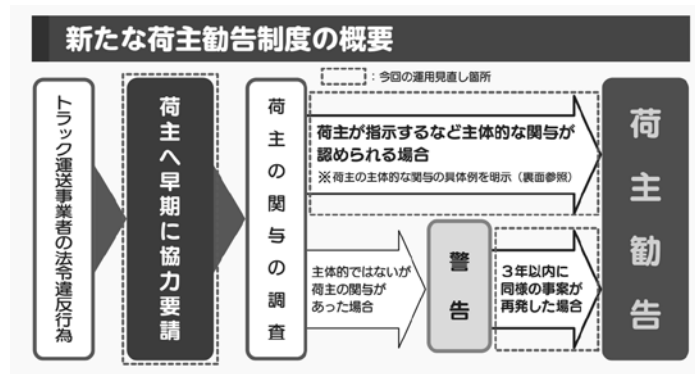 新たな荷主勧告制度の概要
：今回の運用見直し箇所
トラック運送事業者の法令違反行為
荷主へ早期に協力要請
荷主の関与の調査
荷主が指示するなど主体的な関与が
認められる場合
※荷主の主体的な関与の具体例を明示（裏面参照）
主体的ではないが
荷主の関与が
あった場合
警告
３年以内に
同様の事案が
再発した場合
荷主勧告